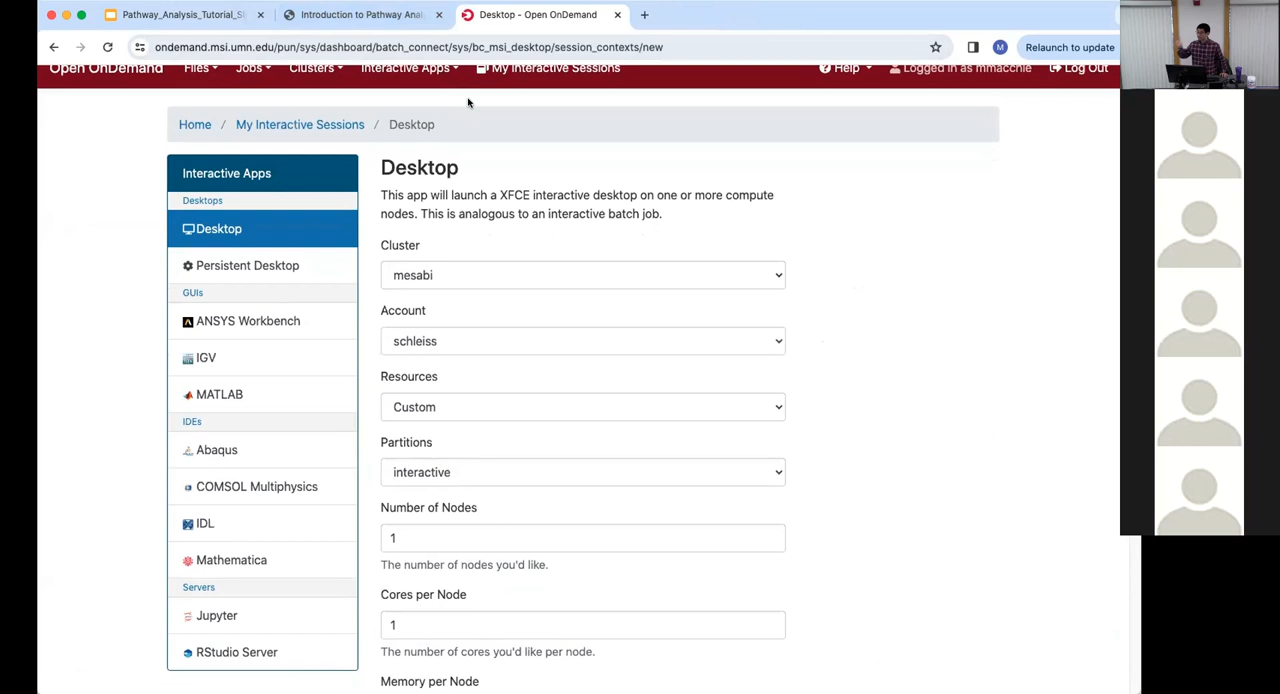 Pathway_Analysis_Tutorial_Sl
Introduction to Pathway Anal
Desktop - Open OnDemand
ondemand.msi.umn.edu/pun/sys/dashboard/batch_connect/sys/bc_msi_desktop/session_contexts/new
M
Relaunch to update
Open OnDemand Files Jobs Clusters Interactive Apps My Interactive Sessions Help Logged in as mmacchie Log Out
Home / My Interactive Sessions / Desktop
Interactive Apps
Desktops
Desktop
Persistent Desktop
GUIs
ANSYS Workbench
IGV
MATLAB
IDEs
Abaqus
COMSOL Multiphysics
IDL
Mathematica
Servers
Jupyter
RStudio Server
Desktop
This app will launch a XFCE interactive desktop on one or more compute
nodes. This is analogous to an interactive batch job.
Cluster
mesabi
Account
schleiss
Resources
Custom
Partitions
interactive
Number of Nodes
1
The number of nodes you'd like.
Cores per Node
1
The number of cores you'd like per node.
Memory per Node